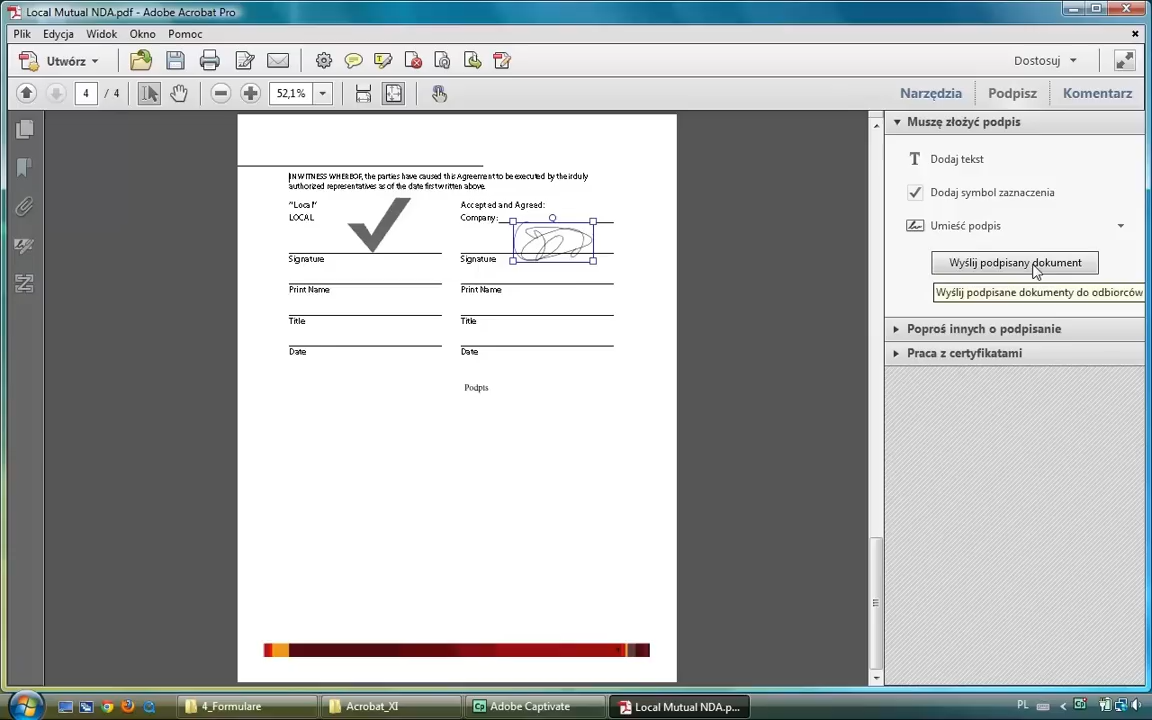 Local Mutual NDA.pdf - Adobe Acrobat Pro
Plik Edycja Widok Okno Pomoc
Utwórz
Dostosuj
4 / 4
52,1%
Narzędzia Podpisz Komentarz
Muszę złożyć podpis
Dodaj tekst
Dodaj symbol zaznaczenia
Umieść podpis
Wyślij podpisany dokument
Wyślij podpisane dokumenty do odbiorców
Poproś innych o podpisanie
Praca z certyfikatami
IN WITNESS WHEREOF, the parties have caused this Agreement to be executed by their duly
authorized representatives as of the date first written above.
"Local" Accepted and Agreed:
LOCAL Company:
Signature Signature
Print Name Print Name
Title Title
Date Date
Podpis
4_Formulare Acrobat_XI Adobe Captivate Local Mutual NDA.p... PL